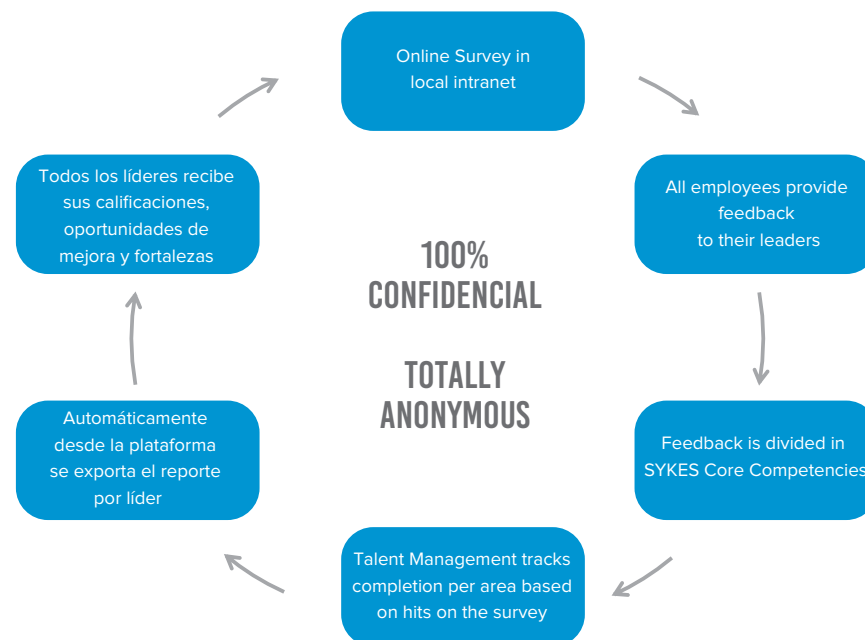 Online Survey in
local intranet
All employees provide
feedback
to their leaders
Feedback is divided in
SYKES Core Competencies
Talent Management tracks
completion per area based
on hits on the survey
Automáticamente
desde la plataforma
se exporta el reporte
por líder
Todos los líderes recibe
sus calificaciones,
oportunidades de
mejora y fortalezas
100%
CONFIDENCIAL
TOTALLY
ANONYMOUS